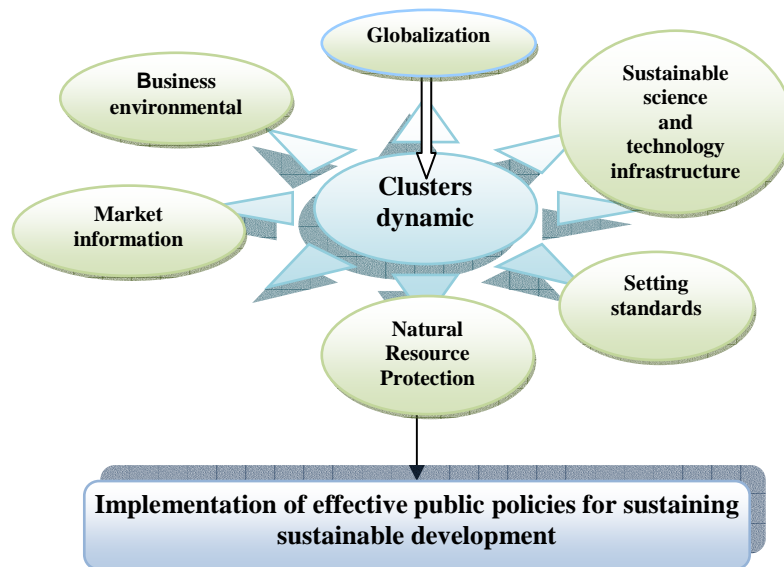 Globalization
Business
environmental
Sustainable
science
and
technology
infrastructure
Clusters
dynamic
Market
information
Setting
standards
Natural
Resource
Protection
Implementation of effective public policies for sustaining
sustainable development